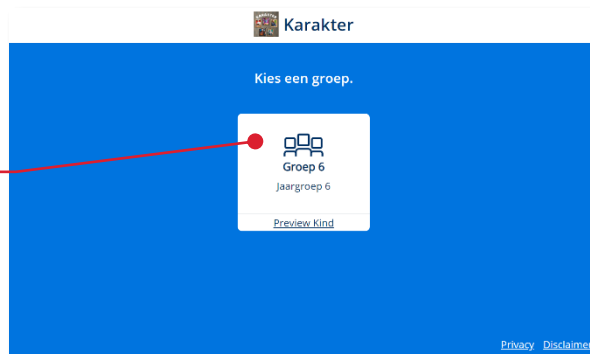 Karakter
Kies een groep.
Groep 6
Jaargroep 6
Preview Kind
Privacy Disclaimer